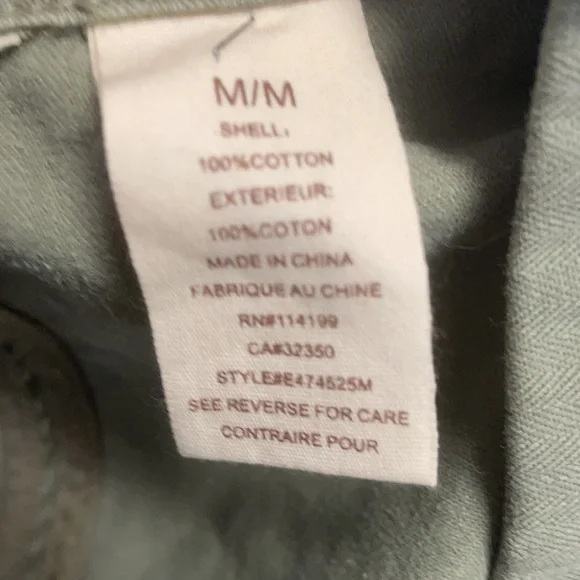 M/M
SHELL:
100%COTTON
EXTERIEUR:
100%COTON
MADE IN CHINA
FABRIQUE AU CHINE
RN#114199
CA#32350
STYLE#E474525M
SEE REVERSE FOR CARE
CONTRAIRE POUR